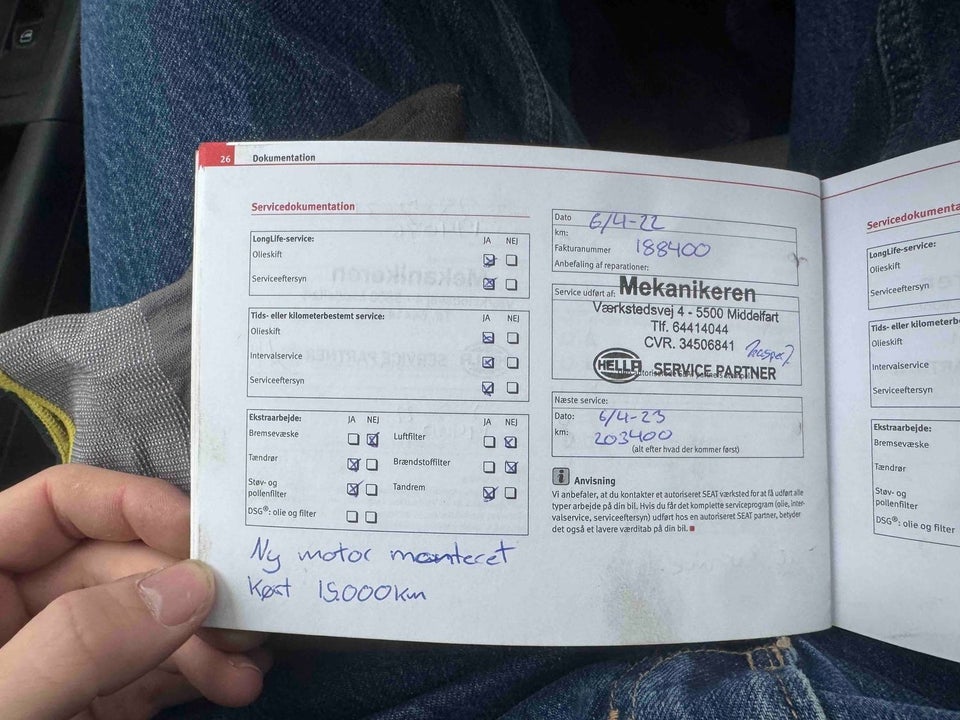 26 Dokumentation
Servicedokumentation
LongLife-service: JA NEJ
Olieskift
Serviceeftersyn
Tids- eller kilometerbestemt service: JA NEJ
Olieskift
Intervalservice
Serviceeftersyn
Ekstraarbejde: JA NEJ JA NEJ
Bremsevæske Luftfilter
Tændrør Brændstoffilter
Støv- og
pollenfilter Tandrem
DSG®: olie og filter
Ny motor monteret
Kørt 15.000km
Dato 6/4-22
km:
Fakturanummer 188400
Anbefaling af reparationer:
Service udført af: Mekanikeren
Værkstedsvej 4 - 5500 Middelfart
Tlf. 64414044
CVR. 34506841
HELLA SERVICE PARTNER
Næste service:
Dato: 6/4-23
km: 203400
(alt efter hvad der kommer først)
i Anvisning
Vi anbefaler, at du kontakter et autoriseret SEAT værksted for at få udført alle
typer arbejde på din bil. Hvis du får det komplette serviceprogram (olie, inter-
valservice, serviceeftersyn) udført hos en autoriseret SEAT partner, betyder
det også et lavere værditab på din bil.
Servicedokumenta
LongLife-service:
Olieskift
Serviceeftersyn
Tids- eller kilometerb
Olieskift
Intervalservice
Serviceeftersyn
Ekstraarbejde:
Bremsevæske
Tændrør
Støv- og
pollenfilter
DSG®: olie og filter